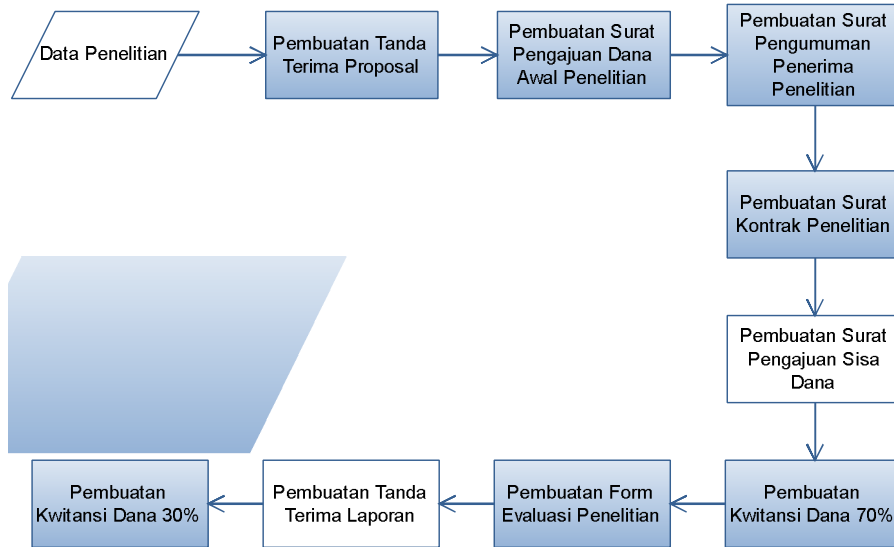 Data Penelitian
Pembuatan Tanda
Terima Proposal
Pembuatan Surat
Pengajuan Dana
Awal Penelitian
Pembuatan Surat
Pengumuman
Penerima
Penelitian
Pembuatan Surat
Kontrak Penelitian
Pembuatan Surat
Pengajuan Sisa
Dana
Pembuatan
Kwitansi Dana 70%
Pembuatan Form
Evaluasi Penelitian
Pembuatan Tanda
Terima Laporan
Pembuatan
Kwitansi Dana 30%